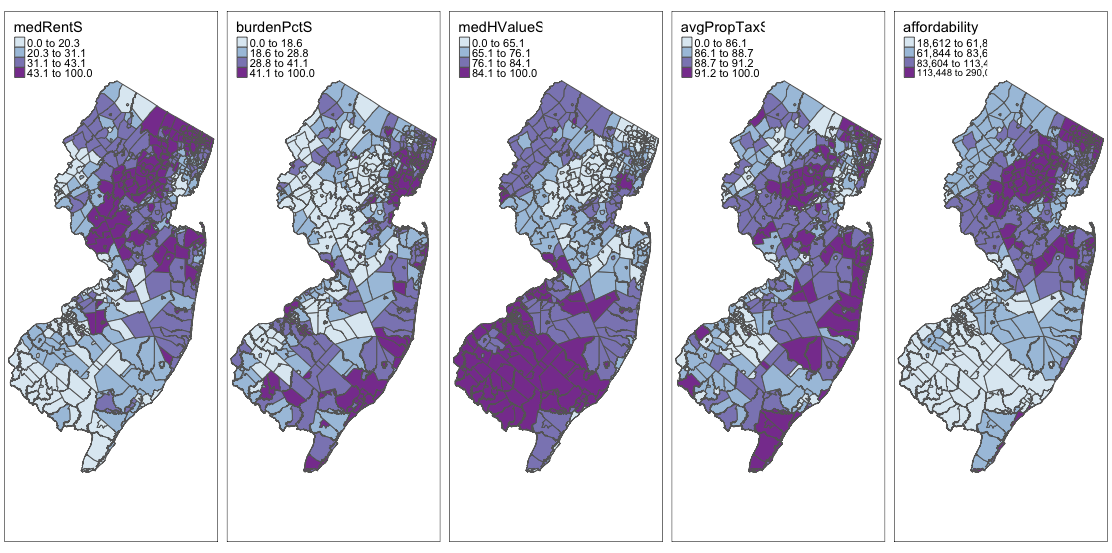 medRentS
0.0 to 20.3
20.3 to 31.1
31.1 to 43.1
43.1 to 100.0
burdenPctS
0.0 to 18.6
18.6 to 28.8
28.8 to 41.1
41.1 to 100.0
medHValueS
0.0 to 65.1
65.1 to 76.1
76.1 to 84.1
84.1 to 100.0
avgPropTaxS
0.0 to 86.1
86.1 to 88.7
88.7 to 91.2
91.2 to 100.0
affordability
18,612 to 61,8
61,844 to 83,6
83,604 to 113,4
113,448 to 290,0